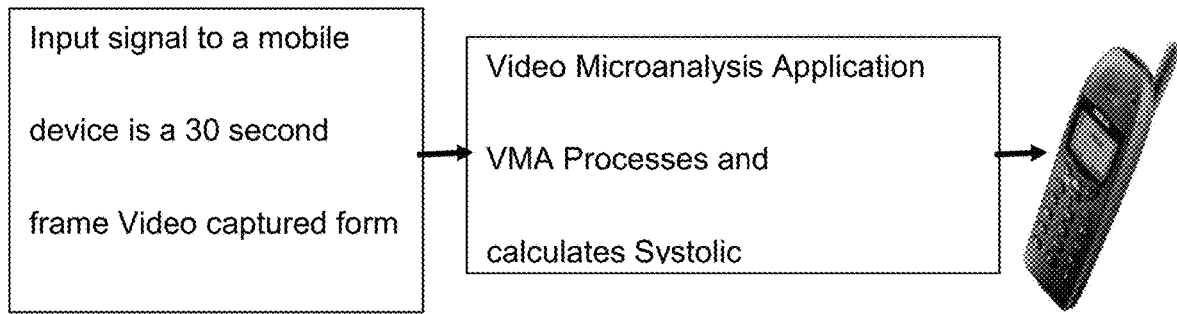 Input signal to a mobile
device is a 30 second
frame Video captured form
Video Microanalysis Application
VMA Processes and
calculates Systolic